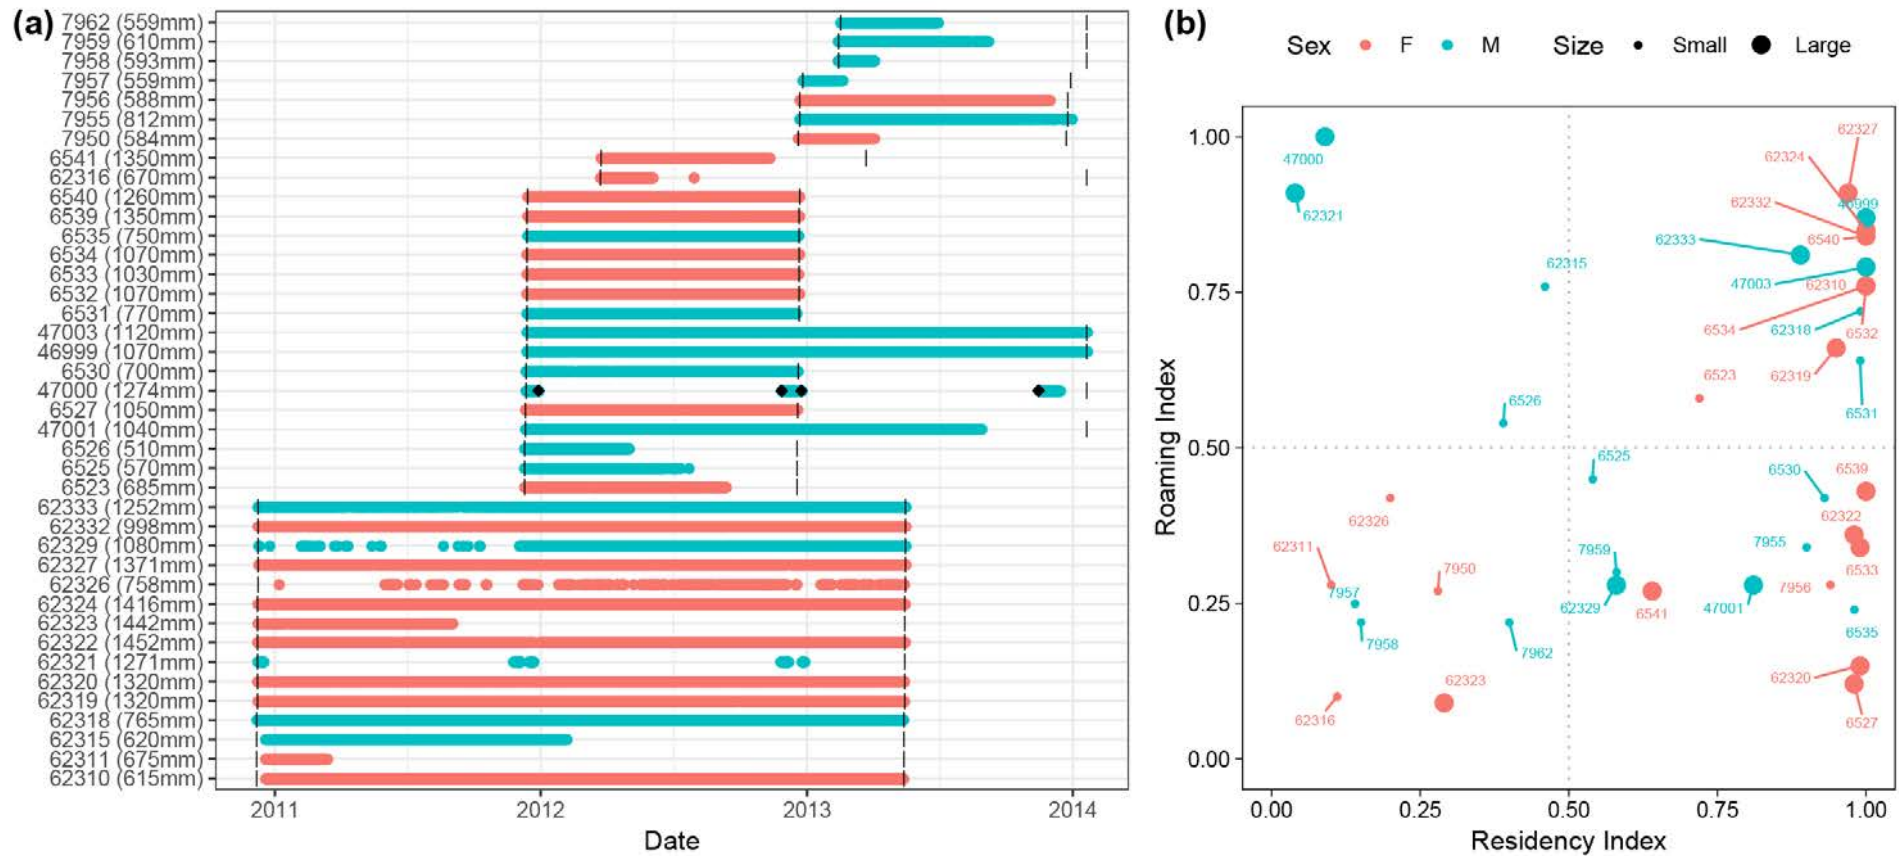 (a)
7962 (559mm)
7959 (610mm)
7958 (593mm)
7957 (559mm)
7956 (588mm)
7955 (812mm)
7950 (584mm)
6541 (1350mm)
62316 (670mm)
6540 (1260mm)
6539 (1350mm)
6535 (750mm)
6534 (1070mm)
6533 (1030mm)
6532 (1070mm)
6531 (770mm)
47003 (1120mm)
46999 (1070mm)
6530 (700mm)
47000 (1274mm)
6527 (1050mm)
47001 (1040mm)
6526 (510mm)
6525 (570mm)
6523 (685mm)
62333 (1252mm)
62332 (998mm)
62329 (1080mm)
62327 (1371mm)
62326 (758mm)
62324 (1416mm)
62323 (1442mm)
62322 (1452mm)
62321 (1271mm)
62320 (1320mm)
62319 (1320mm)
62318 (765mm)
62315 (620mm)
62311 (675mm)
62310 (615mm)
2011 2012 2013 2014
Date
(b)
Sex F M Size Small Large
Roaming Index
1.00
0.75
0.50
0.25
0.00
62327
47000
62324
62332
46999
62321
62333
6540
62315
47003
62310
6534
62318
6532
6523
62319
6526
6531
6525
6530
6539
62326
62322
62311
7959
7955
7950
6533
7957
7956
62329
6541
47001
6535
7958
7962
62323
62320
62316
6527
0.00 0.25 0.50 0.75 1.00
Residency Index